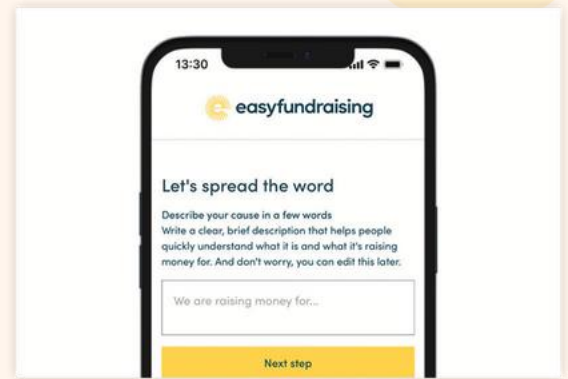 13:30
easyfundraising
Let's spread the word
Describe your cause in a few words
Write a clear, brief description that helps people
quickly understand what it is and what it's raising
money for. And don't worry, you can edit this later.
We are raising money for...
Next step